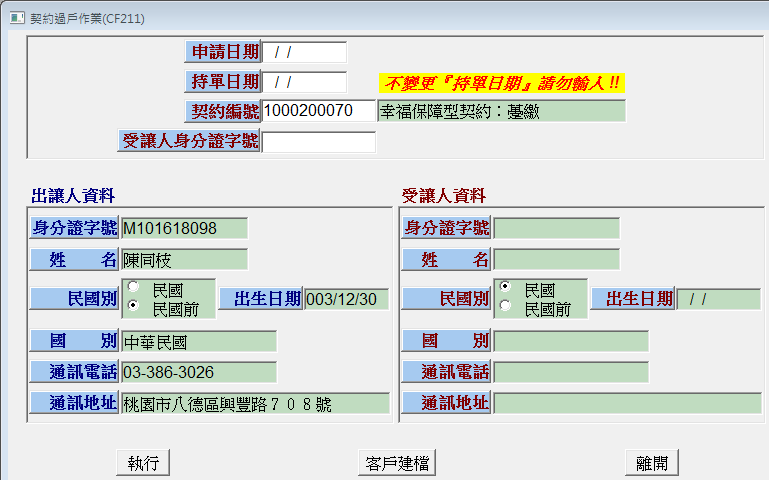 契約過戶作業(CF211)
申請日期 / /
持單日期 / / 不變更『持單日期』請勿輸入!!
契約編號 1000200070 幸福保障型契約：躉繳
受讓人身分證字號
出讓人資料
身分證字號 M101618098
姓 名 陳同枝
民國別 民國 民國前 出生日期 003/12/30
國 別 中華民國
通訊電話 03-386-3026
通訊地址 桃園市八德區興豐路７０８號
受讓人資料
身分證字號
姓 名
民國別 民國 民國前 出生日期 / /
國 別
通訊電話
通訊地址
執行 客戶建檔 離開